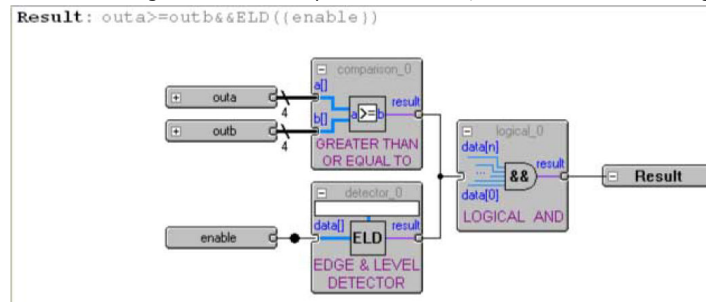 Result: outa>=outb&&ELD((enable))
comparison_0
a[]
outa
4
result
a>=b
b[]
outb
4
GREATER THAN
OR EQUAL TO
logical_0
data[n]
...
&&
result
Result
data[0]
LOGICAL AND
detector_0
data[]
result
enable
ELD
EDGE & LEVEL
DETECTOR